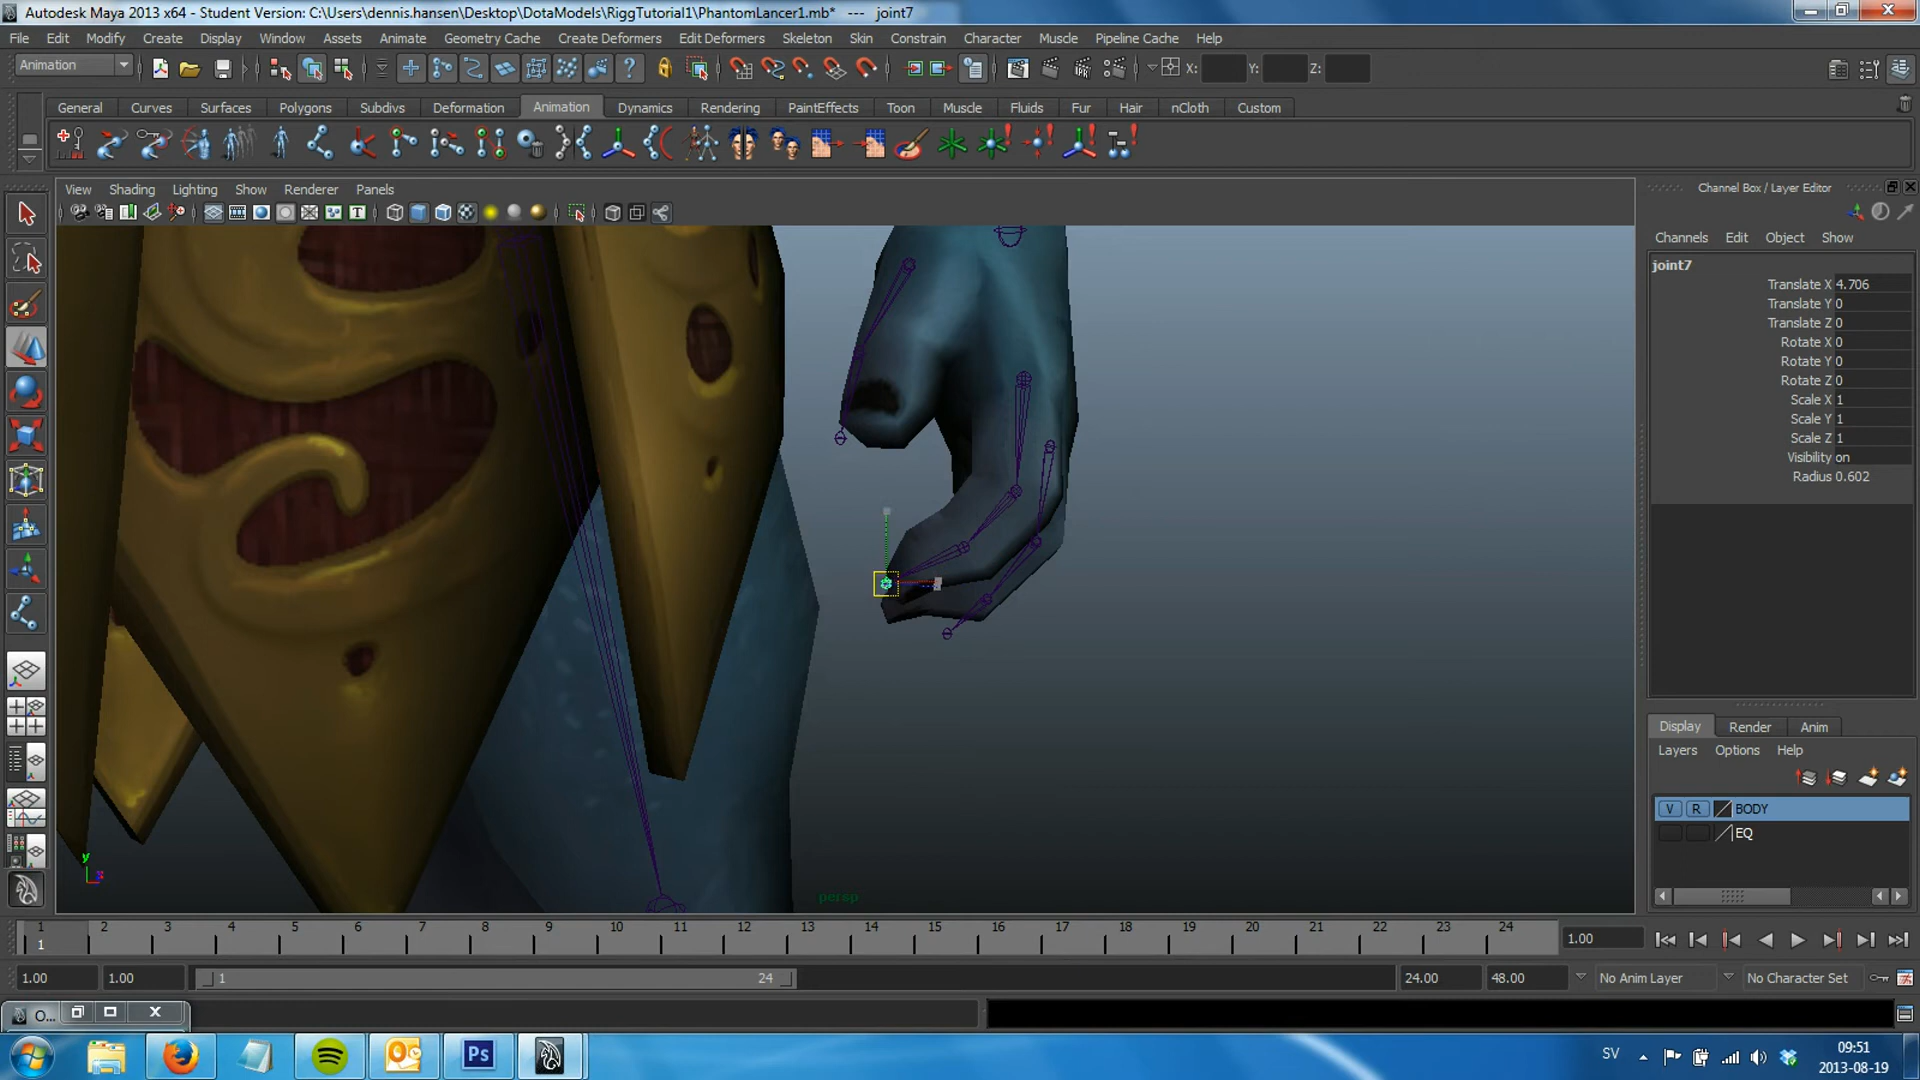 Autodesk Maya 2013 x64 - Student Version: C:\Users\dennis.hansen\Desktop\DotaModels\RiggTutorial1\PhantomLancer1.mb* --- joint7
File Edit Modify Create Display Window Assets Animate Geometry Cache Create Deformers Edit Deformers Skeleton Skin Constrain Character Muscle Pipeline Cache Help
Animation X: Y: Z:
General Curves Surfaces Polygons Subdivs Deformation Animation Dynamics Rendering PaintEffects Toon Muscle Fluids Fur Hair nCloth Custom
View Shading Lighting Show Renderer Panels
Channel Box / Layer Editor
Channels Edit Object Show
joint7
Translate X 4.706
Translate Y 0
Translate Z 0
Rotate X 0
Rotate Y 0
Rotate Z 0
Scale X 1
Scale Y 1
Scale Z 1
Visibility on
Radius 0.602
Display Render Anim
Layers Options Help
V R BODY
EQ
y
x
persp
1 2 3 4 5 6 7 8 9 10 11 12 13 14 15 16 17 18 19 20 21 22 23 24
1
1.00
1.00 1.00 1 24 24.00 48.00 No Anim Layer No Character Set
O...
Ps
SV
09:51
2013-08-19